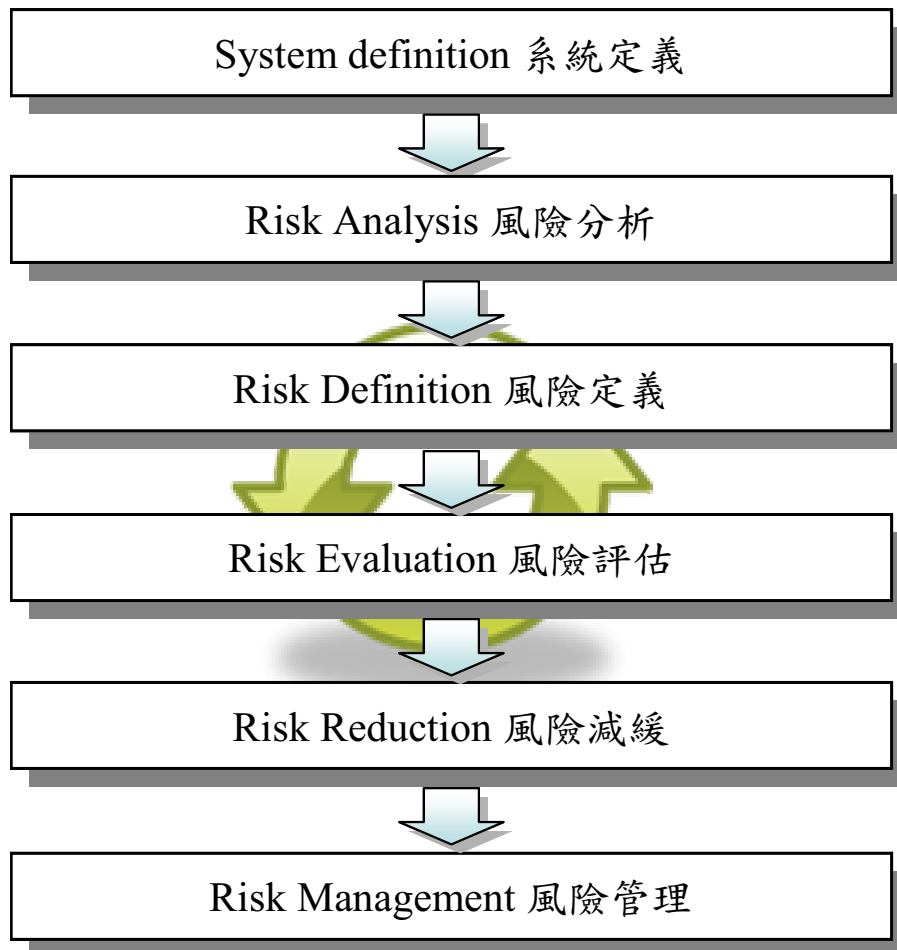 System definition 系統定義
Risk Analysis 風險分析
Risk Definition 風險定義
Risk Evaluation 風險評估
Risk Reduction 風險減緩
Risk Management 風險管理